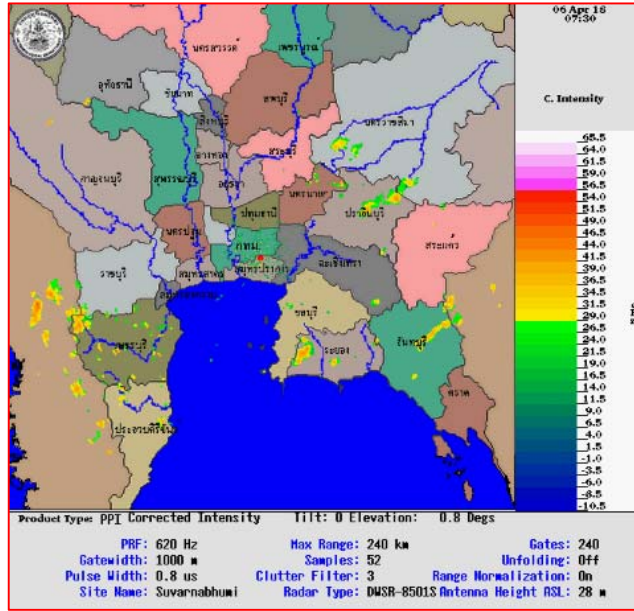 06 Apr 16
07:30
C. Intensity
นครสวรรค์
เพชรบูรณ์
อุทัยธานี
ชัยนาท
ลพบุรี
สิงห์บุรี
นครราชสีมา
อ่างทอง
สระบุรี
กาญจนบุรี
สุพรรณบุรี
อยุธยา
นครนายก
ปราจีนบุรี
ปทุมธานี
นครปฐม
กทม.
สระแก้ว
ฉะเชิงเทรา
ราชบุรี
สมุทรสาคร
สมุทรปราการ
ชลบุรี
เพชรบุรี
ระยอง
จันทบุรี
ตราด
ประจวบคีรีขันธ์
65.5
64.0
61.5
59.0
56.5
54.0
51.5
49.0
46.5
44.0
41.5
39.0
36.5
34.0
31.5
29.0
26.5
24.0
21.5
19.0
16.5
14.0
11.5
9.0
6.5
4.0
1.5
-1.0
-3.5
-6.0
-8.5
-10.5
Product Type: PPI Corrected Intensity Tilt: 0 Elevation: 0.8 Degs
PRF: 620 Hz Max Range: 240 km Gates: 240
Gatewidth: 1000 m Samples: 52 Unfolding: Off
Pulse Width: 0.8 us Clutter Filter: 3 Range Normalization: On
Site Name: Suvarnabhumi Radar Type: DWSR-8501S Antenna Height ASL: 28 m